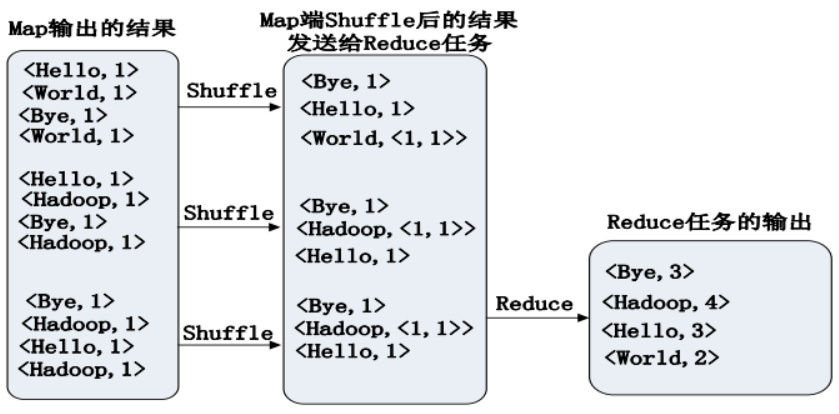 Map输出的结果
<Hello, 1>
<World, 1>
<Bye, 1>
<World, 1>
<Hello, 1>
<Hadoop, 1>
<Bye, 1>
<Hadoop, 1>
<Bye, 1>
<Hadoop, 1>
<Hello, 1>
<Hadoop, 1>
Shuffle
Shuffle
Shuffle
Map端Shuffle后的结果
发送给Reduce任务
<Bye, 1>
<Hello, 1>
<World, <1, 1>>
<Bye, 1>
<Hadoop, <1, 1>>
<Hello, 1>
<Bye, 1>
<Hadoop, <1, 1>>
<Hello, 1>
Reduce
Reduce任务的输出
<Bye, 3>
<Hadoop, 4>
<Hello, 3>
<World, 2>